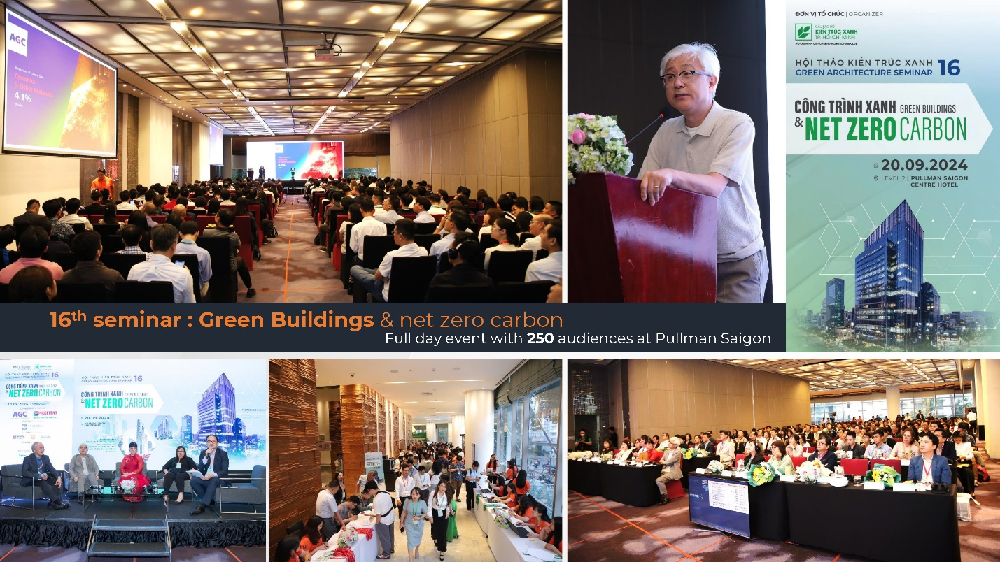 AGC
Ceramics
& Other Materials
4.1%
ĐƠN VỊ TỔ CHỨC | ORGANIZER
CÂU LẠC BỘ
KIẾN TRÚC XANH
TP. HỒ CHÍ MINH
HO CHI MINH CITY GREEN ARCHITECTURE CLUB
HỘI THẢO KIẾN TRÚC XANH
GREEN ARCHITECTURE SEMINAR 16
CÔNG TRÌNH XANH GREEN BUILDINGS
& NET ZERO CARBON
20.09.2024
LEVEL 2 | PULLMAN SAIGON
CENTRE HOTEL
16th seminar : Green Buildings & net zero carbon
Full day event with 250 audiences at Pullman Saigon
HỘI THẢO KIẾN TRÚC XANH
GREEN ARCHITECTURE SEMINAR 16
CÔNG TRÌNH XANH
& NET ZERO CARBON
20.09.2024
AGC
HỘI THẢO KIẾN TRÚC XANH
GREEN ARCHITECTURE SEMINAR 16
CÔNG TRÌNH XANH GREEN BUILDINGS
& NET ZERO CARBON
20.09.2024